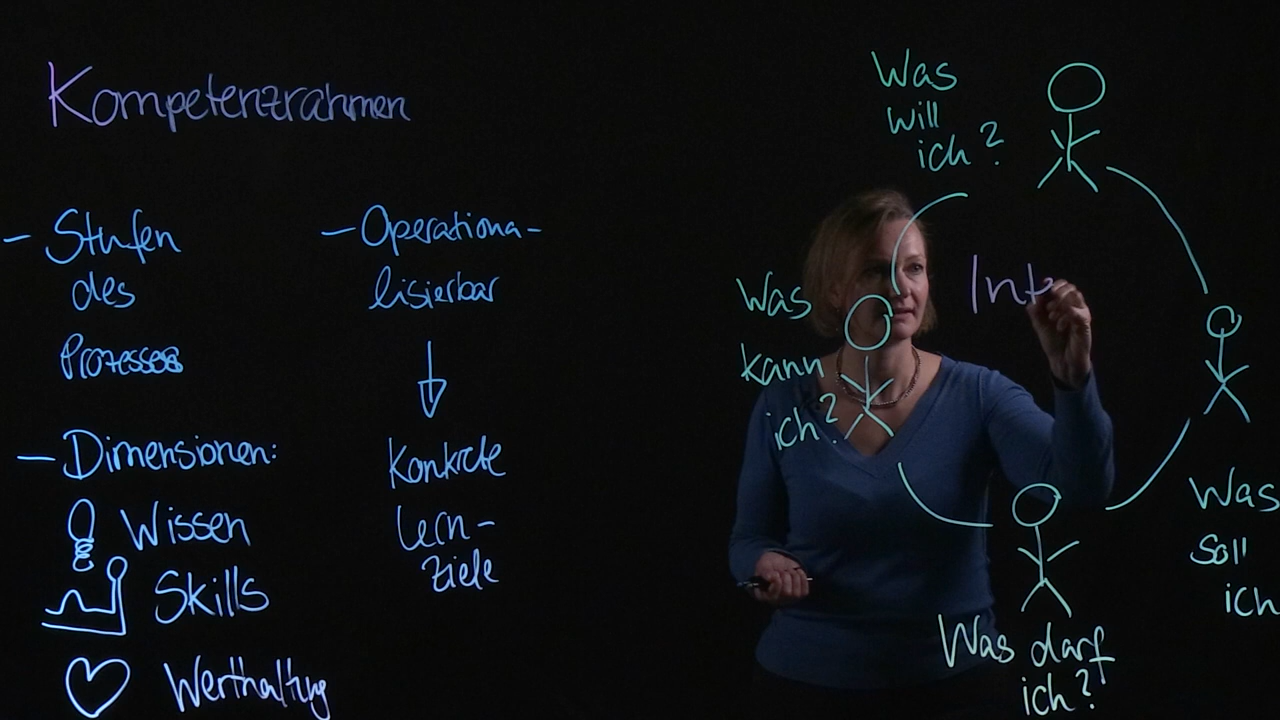 Kompetenzrahmen
– Stufen
des
Prozesses
– Dimensionen:
Wissen
Skills
Werthaltung
– Operationa-
lisierbar
Konkrete
Lern-
ziele
Was
will
ich?
Was
kann
ich?
Int
Was
soll
ich
Was darf
ich?